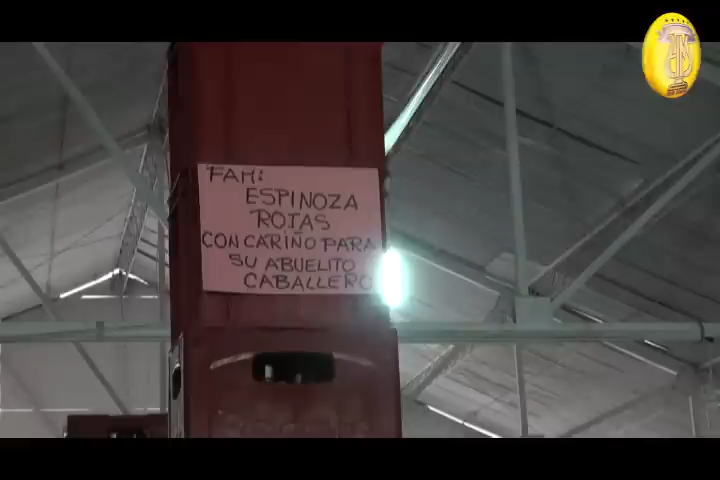 FAM:
ESPINOZA
ROJAS
CON CARIÑO PARA
SU ABUELITO
CABALLERO